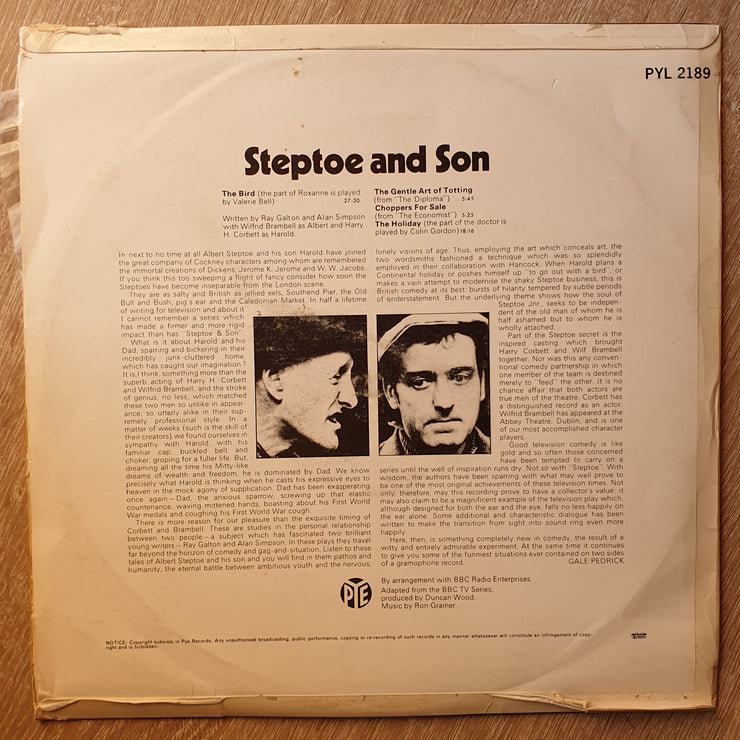 PYL 2189
Steptoe and Son
The Bird (the part of Roxanne is played
by Valerie Bell) 27·30
Written by Ray Galton and Alan Simpson
with Wilfrid Brambell as Albert and Harry
H. Corbett as Harold.
The Gentle Art of Totting
(from "The Diploma") 5:45
Choppers For Sale
(from "The Economist") 5:25
The Holiday (the part of the doctor is
played by Colin Gordon) 18·16
In next to no time at all Albert Steptoe and his son Harold have joined
the great company of Cockney characters among whom are remembered
the immortal creations of Dickens, Jerome K. Jerome and W. W. Jacobs.
If you think this too sweeping a flight of fancy consider how soon the
Steptoes have become inseparable from the London scene.
They are as salty and British as jellied eels, Southend Pier, the Old
Bull and Bush, pig's ear and the Caledonian Market. In half a lifetime
of writing for television and about it
I cannot remember a series which
has made a firmer and more rigid
impact than has "Steptoe & Son".
What is it about Harold and his
Dad, sparring and bickering in their
incredibly junk-cluttered home,
which has caught our imagination?
It is, I think, something more than the
superb acting of Harry H. Corbett
and Wilfrid Brambell, and the stroke
of genius, no less, which matched
these two men so unlike in appear-
ance, so utterly alike in their sup-
remely professional style. In a
matter of weeks (such is the skill of
their creators) we found ourselves in
sympathy with Harold, with his
familiar cap, buckled belt and
choker, groping for a fuller life. But,
dreaming all the time his Mitty-like
dreams of wealth and freedom, he is dominated by Dad. We know
precisely what Harold is thinking when he casts his expressive eyes to
heaven in the mock agony of supplication. Dad has been exasperating
once again – Dad, the anxious sparrow, screwing up that elastic
countenance, waving mittened hands, boasting about his First World
War medals and coughing his First World War cough.
There is more reason for our pleasure than the exquisite timing of
Corbett and Brambell. These are studies in the personal relationship
between two people – a subject which has fascinated two brilliant
young writers – Ray Galton and Alan Simpson. In these plays they travel
far beyond the horizon of comedy and gag-and-situation. Listen to these
tales of Albert Steptoe and his son and you will find in them pathos and
humanity, the eternal battle between ambitious youth and the nervous,
lonely visions of age. Thus, employing the art which conceals art, the
two wordsmiths fashioned a technique which was so splendidly
employed in their collaboration with Hancock. When Harold plans a
Continental holiday or poshes himself up "to go out with a bird", or
makes a vain attempt to modernise the shaky Steptoe business, this is
British comedy at its best: bursts of hilarity tempered by subtle periods
of understatement. But the underlying theme shows how the soul of
Steptoe Jnr., seeks to be indepen-
dent of the old man of whom he is
half ashamed but to whom he is
wholly attached.
Part of the Steptoe secret is the
inspired casting which brought
Harry Corbett and Wilf Brambell
together. Nor was this any conven-
tional comedy partnership in which
one member of the team is destined
merely to "feed" the other. It is no
chance affair that both actors are
true men of the theatre. Corbett has
a distinguished record as an actor,
Wilfrid Brambell has appeared at the
Abbey Theatre, Dublin, and is one
of our most accomplished character
players.
Good television comedy is like
gold and so often those concerned
have been tempted to carry on a
series until the well of inspiration runs dry. Not so with "Steptoe". With
wisdom...the authors have been sparring with what may well prove to
be one of the most original achievements of these television times. Not
only, therefore, may this recording prove to have a collector's value: it
may also claim to be a magnificent example of the television play which,
although designed for both the ear and the eye, falls no less happily on
the ear alone. Some additional and characteristic dialogue has been
written to make the transition from sight into sound ring even more
happily.
Here, then, is something completely new in comedy, the result of a
witty and entirely admirable experiment. At the same time it continues
to give you some of the funniest situations ever contained on two sides
of a gramophone record.
GALE PEDRICK
PYE
By arrangement with BBC Radio Enterprises.
Adapted from the BBC TV Series,
produced by Duncan Wood.
Music by Ron Grainer.
NOTICE: Copyright subsists in Pye Records. Any unauthorised broadcasting, public performance, copying or re-recording of such records in any manner whatsoever will constitute an infringement of copy-
right and is forbidden.